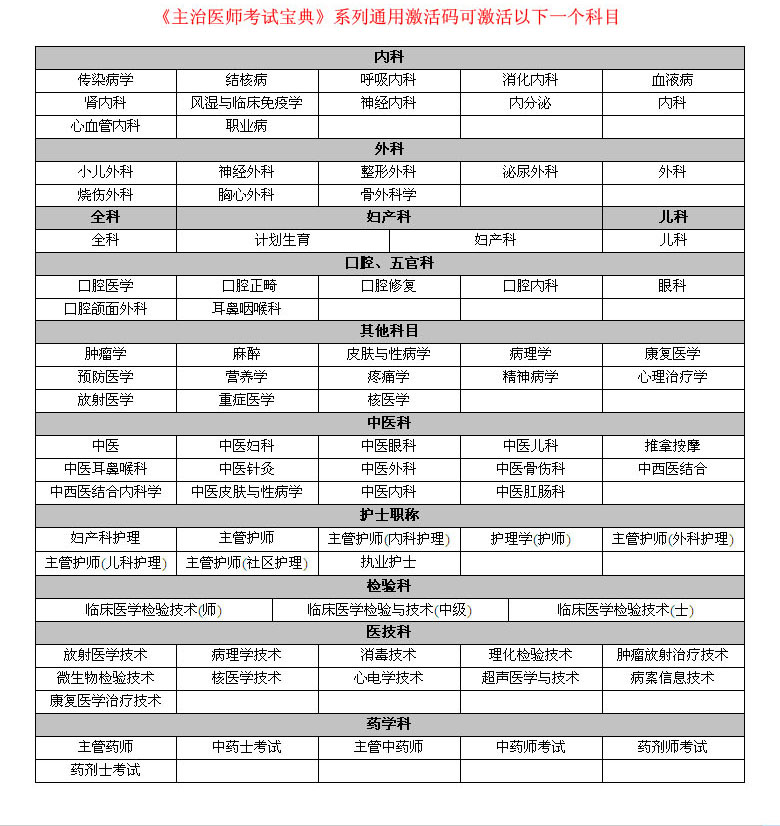 《主治医师考试宝典》系列通用激活码可激活以下一个科目
内科
传染病学 结核病 呼吸内科 消化内科 血液病
肾内科 风湿与临床免疫学 神经内科 内分泌 内科
心血管内科 职业病
外科
小儿外科 神经外科 整形外科 泌尿外科 外科
烧伤外科 胸心外科 骨外科学
全科 妇产科 儿科
全科 计划生育 妇产科 儿科
口腔、五官科
口腔医学 口腔正畸 口腔修复 口腔内科 眼科
口腔颌面外科 耳鼻咽喉科
其他科目
肿瘤学 麻醉 皮肤与性病学 病理学 康复医学
预防医学 营养学 疼痛学 精神病学 心理治疗学
放射医学 重症医学 核医学
中医科
中医 中医妇科 中医眼科 中医儿科 推拿按摩
中医耳鼻喉科 中医针灸 中医外科 中医骨伤科 中西医结合
中西医结合内科学 中医皮肤与性病学 中医内科 中医肛肠科
护士职称
妇产科护理 主管护师 主管护师(内科护理) 护理学(护师) 主管护师(外科护理)
主管护师(儿科护理) 主管护师(社区护理) 执业护士
检验科
临床医学检验技术(师) 临床医学检验与技术(中级) 临床医学检验技术(士)
医技科
放射医学技术 病理学技术 消毒技术 理化检验技术 肿瘤放射治疗技术
微生物检验技术 核医学技术 心电学技术 超声医学与技术 病案信息技术
康复医学治疗技术
药学科
主管药师 中药士考试 主管中药师 中药师考试 药剂师考试
药剂士考试